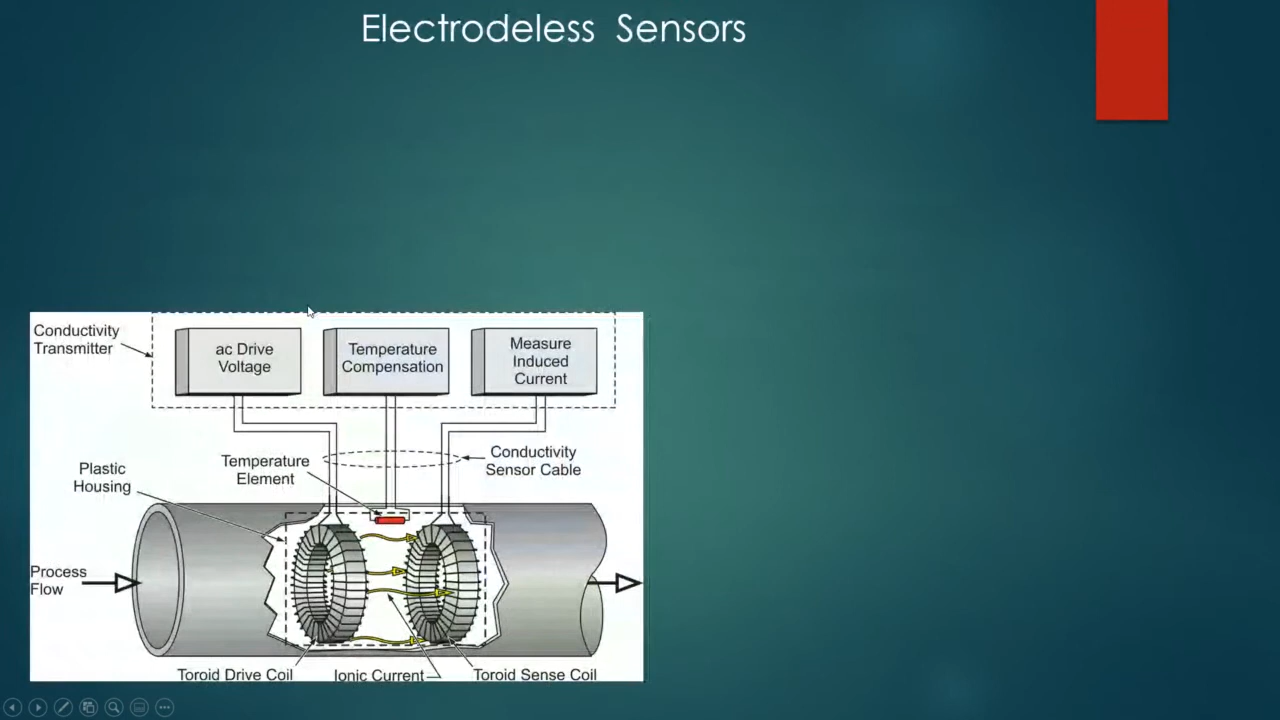 Electrodeless Sensors
Conductivity
Transmitter
ac Drive
Voltage
Temperature
Compensation
Measure
Induced
Current
Conductivity
Sensor Cable
Temperature
Element
Plastic
Housing
Process
Flow
Toroid Drive Coil
Ionic Current
Toroid Sense Coil